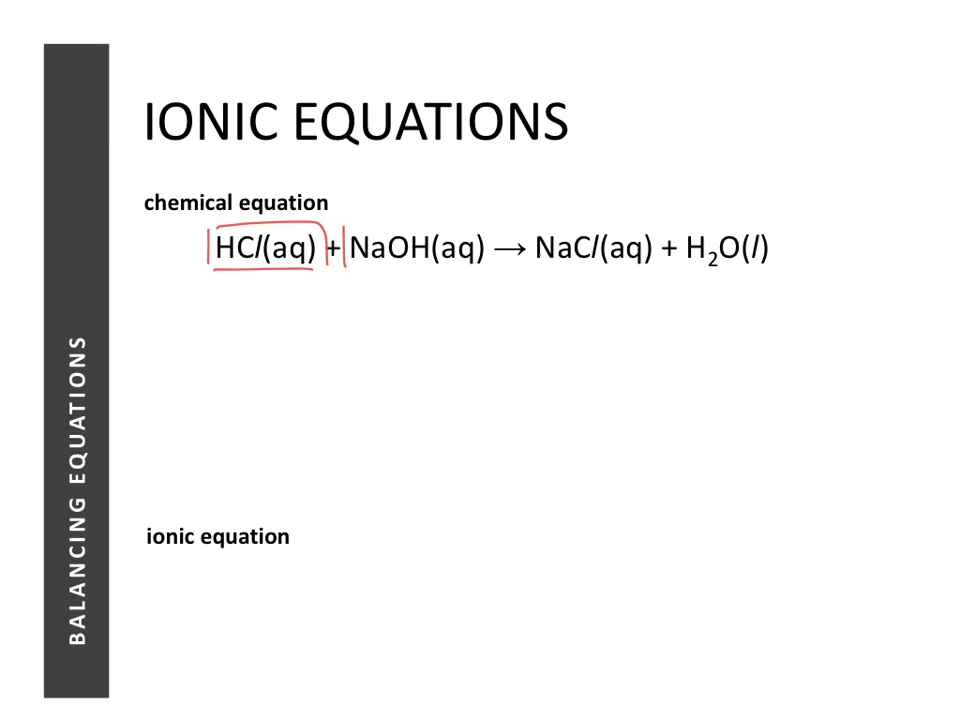 IONIC EQUATIONS
chemical equation
HCl(aq) + NaOH(aq) → NaCl(aq) + H₂O(l)
BALANCING EQUATIONS
ionic equation